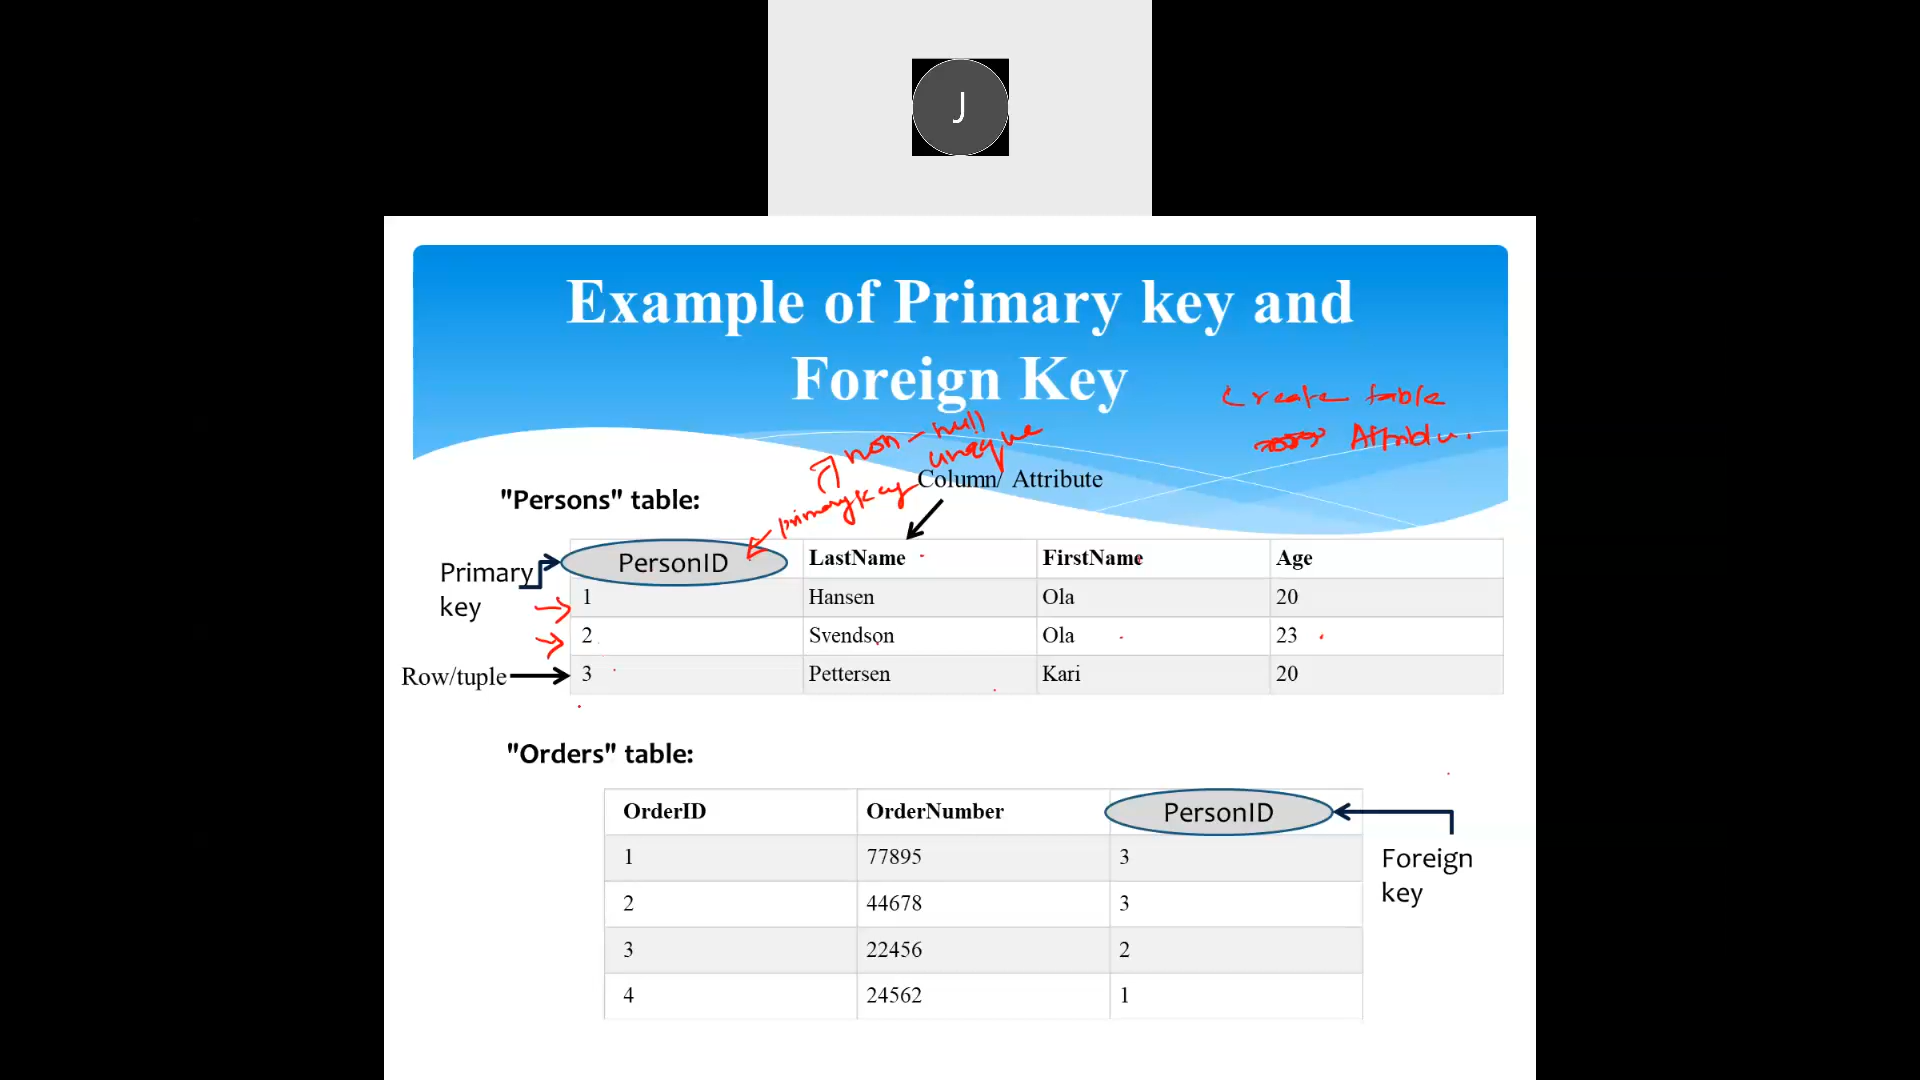 J
Example of Primary key and
Foreign Key
Create table
non-null
unaque
primary key
Column/ Attribute
"Persons" table:
Primary
key
PersonID LastName FirstName Age
1 Hansen Ola 20
2 Svendson Ola 23
Row/tuple 3 Pettersen Kari 20
"Orders" table:
OrderID OrderNumber PersonID
1 77895 3
2 44678 3
3 22456 2
4 24562 1
Foreign
key